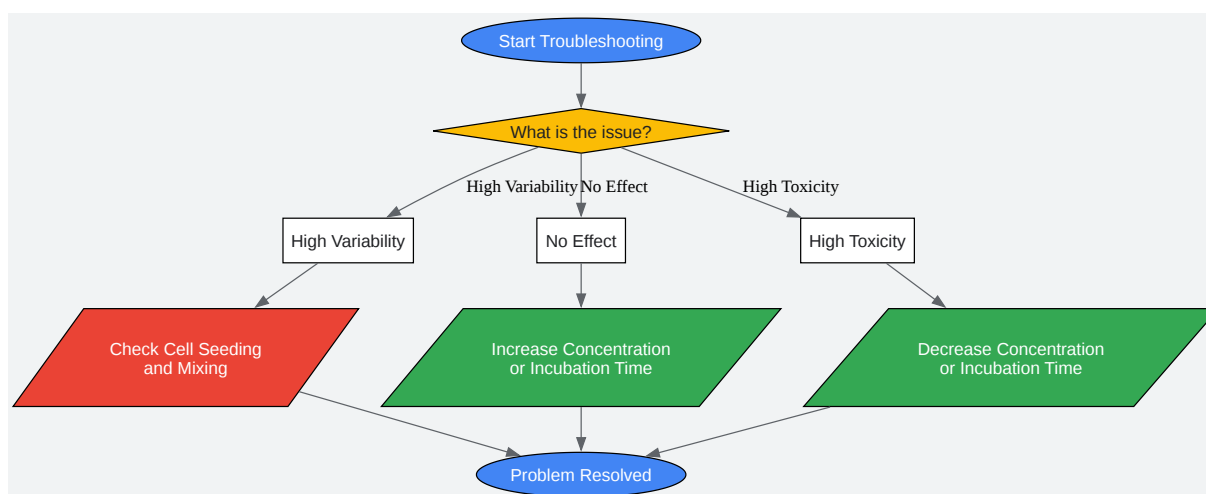 Start Troubleshooting
What is the issue?
High Variability
No Effect
High Toxicity
High Variability
No Effect
High Toxicity
Check Cell Seeding
and Mixing
Increase Concentration
or Incubation Time
Decrease Concentration
or Incubation Time
Problem Resolved